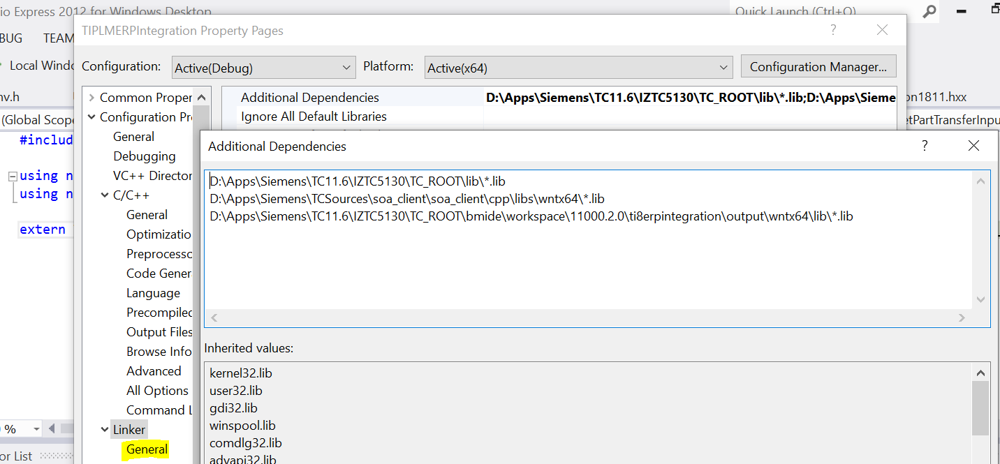 io Express 2012 for Windows Desktop
Quick Launch (Ctrl+Q)
TIPLMERPIntegration Property Pages
?
BUG TEAM
Local Windo
Configuration: Active(Debug) Platform: Active(x64) Configuration Manager...
nv.h
on1811.hxx
(Global Scope
etPartTransferInpu
Common Proper
Configuration Pr
General
Debugging
VC++ Director
C/C++
General
Optimizatio
Preprocesso
Code Gener
Language
Precompiled
Output Files
Browse Info
Advanced
All Options
Command L
Linker
General
Additional Dependencies D:\Apps\Siemens\TC11.6\IZTC5130\TC_ROOT\lib\*.lib;D:\Apps\Sieme
Ignore All Default Libraries
#includ
using n
using n
extern
%
or List
Additional Dependencies
?
D:\Apps\Siemens\TC11.6\IZTC5130\TC_ROOT\lib\*.lib
D:\Apps\Siemens\TCSources\soa_client\soa_client\cpp\libs\wntx64\*.lib
D:\Apps\Siemens\TC11.6\IZTC5130\TC_ROOT\bmide\workspace\11000.2.0\ti8erpintegration\output\wntx64\lib\*.lib
Inherited values:
kernel32.lib
user32.lib
gdi32.lib
winspool.lib
comdlg32.lib
advapi32.lib